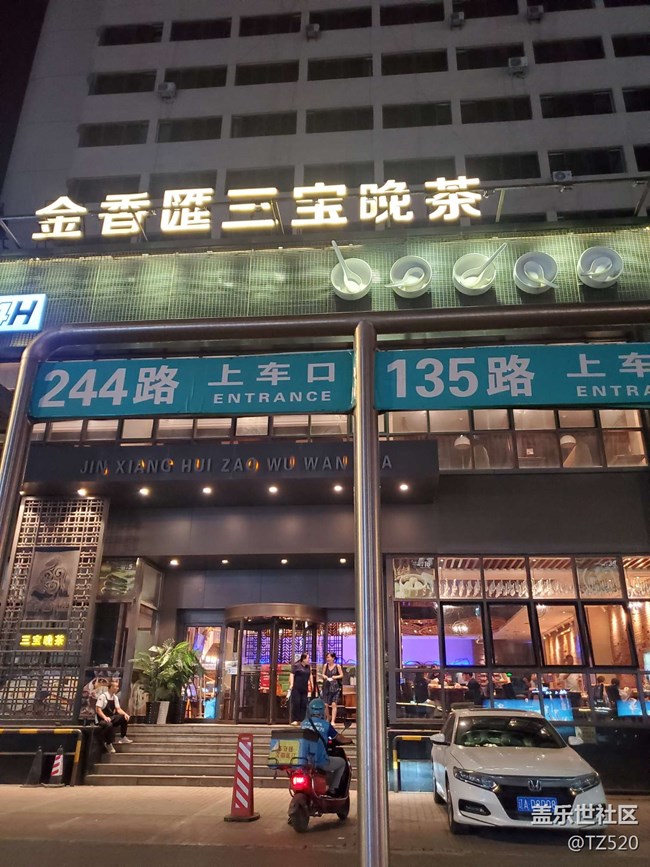 金香匯三宝晚茶
H
244路 上车口
ENTRANCE
135路 上车
ENTRA
JIN XIANG HUI ZAO WU WAN
三宝晚茶
盖乐世社区
@TZ520